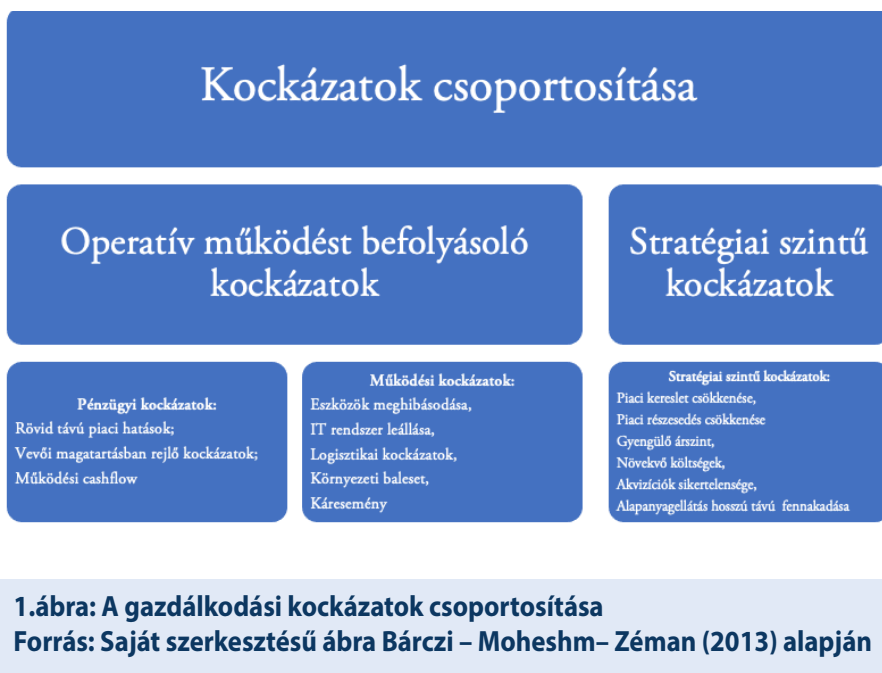 Kockázatok csoportosítása
Operatív működést befolyásoló
kockázatok
Stratégiai szintű
kockázatok
Pénzügyi kockázatok:
Rövid távú piaci hatások;
Vevői magatartásban rejlő kockázatok;
Működési cashflow
Működési kockázatok:
Eszközök meghibásodása,
IT rendszer leállása,
Logisztikai kockázatok,
Környezeti baleset,
Káresemény
Stratégiai szintű kockázatok:
Piaci kereslet csökkenése,
Piaci részesedés csökkenése
Gyengülő árszint,
Növekvő költségek,
Akvizíciók sikertelensége,
Alapanyagellátás hosszú távú fennakadása
1.ábra: A gazdálkodási kockázatok csoportosítása
Forrás: Saját szerkesztésű ábra Bárczi – Moheshm– Zéman (2013) alapján